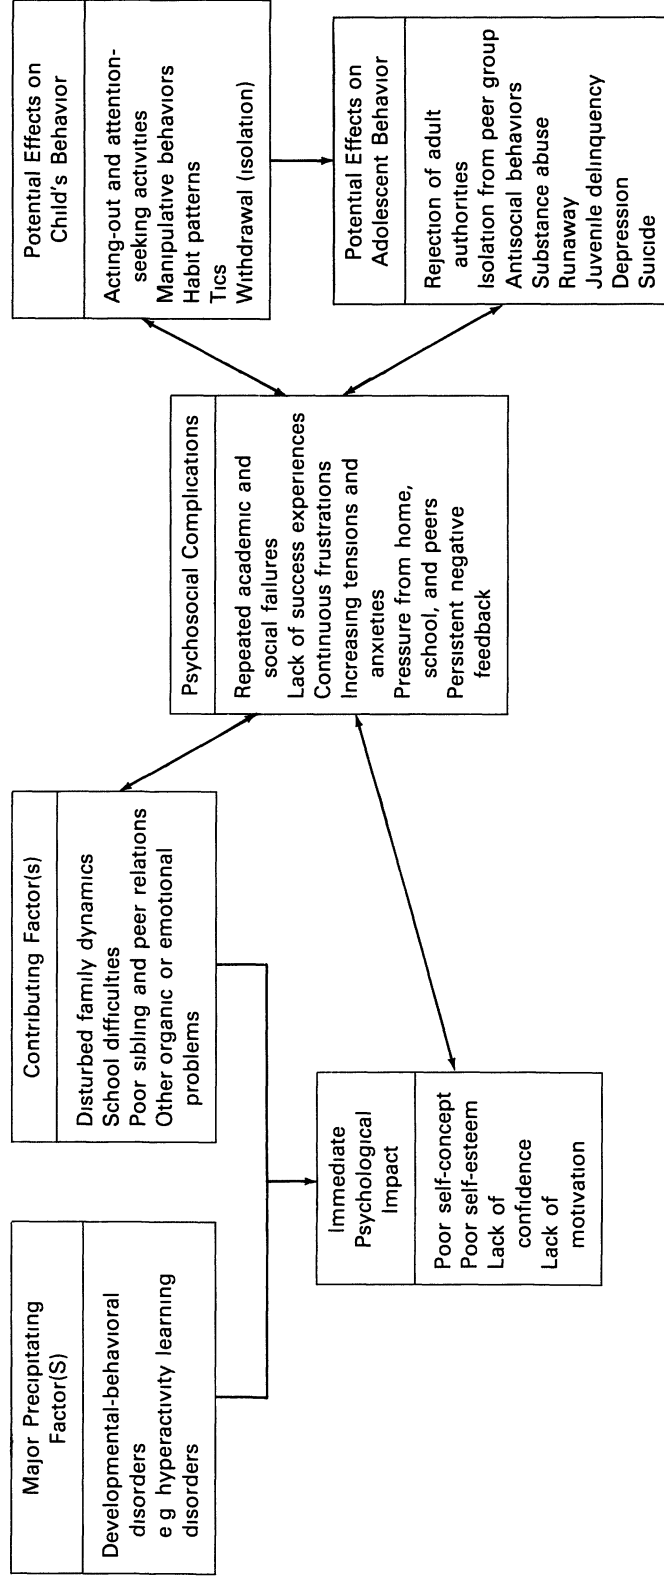 Major Precipitating
Factor(S)
Developmental-behavioral
disorders
e g hyperactivity learning
disorders
Contributing Factor(s)
Disturbed family dynamics
School difficulties
Poor sibling and peer relations
Other organic or emotional
problems
Immediate
Psychological
Impact
Poor self-concept
Poor self-esteem
Lack of
confidence
Lack of
motivation
Psychosocial Complications
Repeated academic and
social failures
Lack of success experiences
Continuous frustrations
Increasing tensions and
anxieties
Pressure from home,
school, and peers
Persistent negative
feedback
Potential Effects on
Child's Behavior
Acting-out and attention-
seeking activities
Manipulative behaviors
Habit patterns
Tics
Withdrawal (isolation)
Potential Effects on
Adolescent Behavior
Rejection of adult
authorities
Isolation from peer group
Antisocial behaviors
Substance abuse
Runaway
Juvenile delinquency
Depression
Suicide